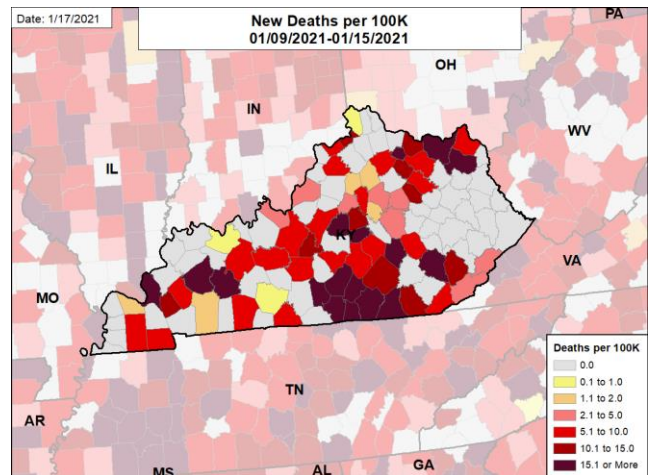 Date: 1/17/2021
New Deaths per 100K
01/09/2021-01/15/2021
PA
OH
IN
WV
IL
KY
MO
VA
TN
AR
MS
AL
GA
Deaths per 100K
0.0
0.1 to 1.0
1.1 to 2.0
2.1 to 5.0
5.1 to 10.0
10.1 to 15.0
15.1 or More